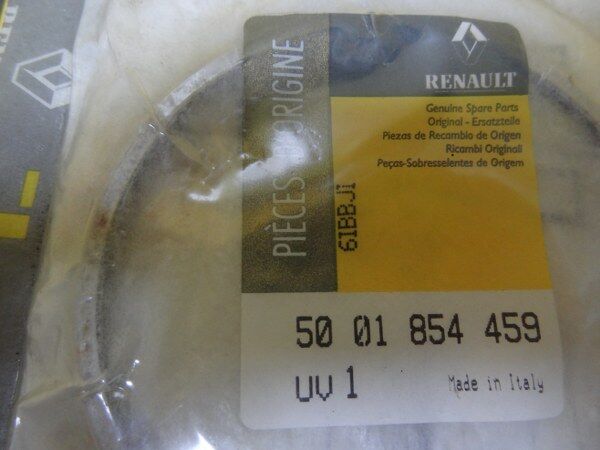 RENAULT
Genuine Spare Parts
Original - Ersatzteile
Piezas de Recambio de Origen
Ricambi Originali
Peças-Sobresselentes de Origem
PIÈCES D'ORIGINE
61BBJ1
50 01 854 459
UV 1
Made in Italy